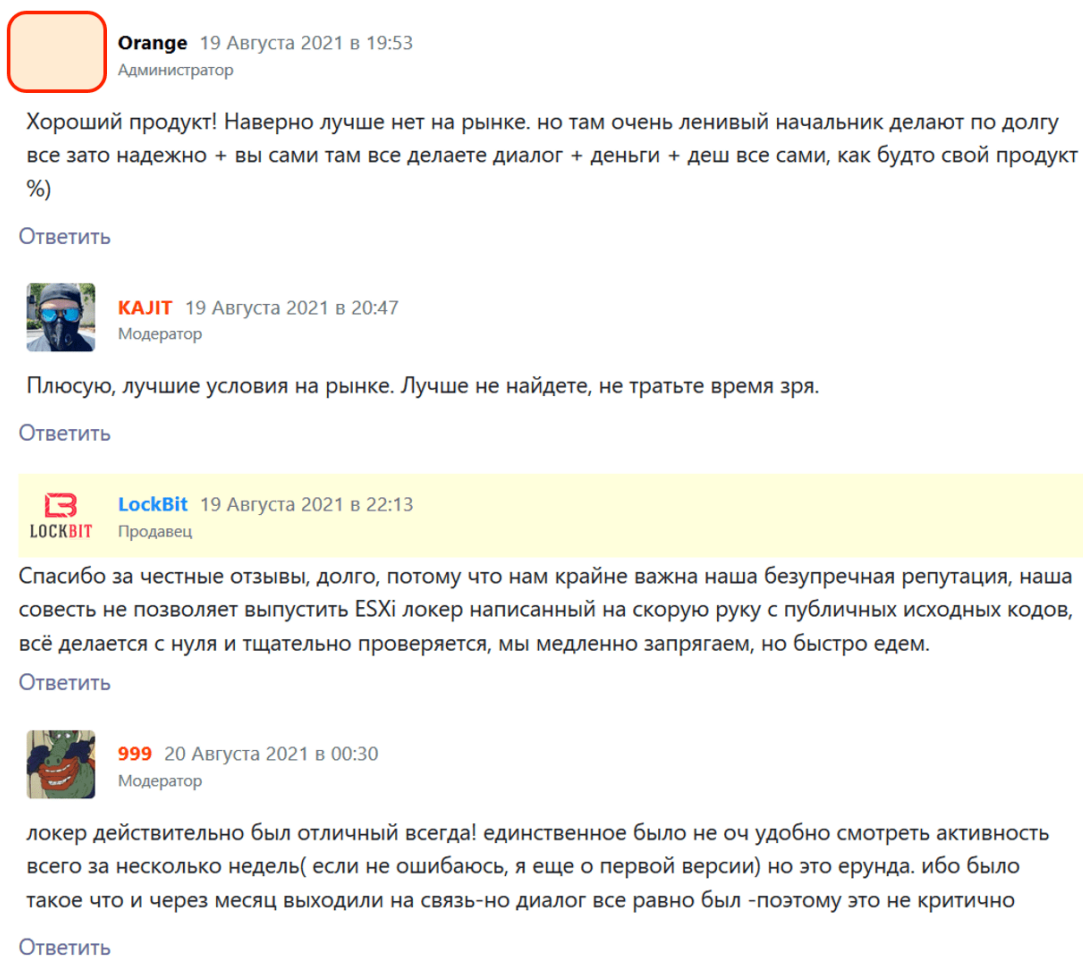 Orange 19 Августа 2021 в 19:53
Администратор
Хороший продукт! Наверно лучше нет на рынке. но там очень ленивый начальник делают по долгу
все зато надежно + вы сами там все делаете диалог + деньги + деш все сами, как будто свой продукт
%)
Ответить
KAJIT 19 Августа 2021 в 20:47
Модератор
Плюсую, лучшие условия на рынке. Лучше не найдете, не тратьте время зря.
Ответить
LOCKBIT
LockBit 19 Августа 2021 в 22:13
Продавец
Спасибо за честные отзывы, долго, потому что нам крайне важна наша безупречная репутация, наша
совесть не позволяет выпустить ESXi локер написанный на скорую руку с публичных исходных кодов,
всё делается с нуля и тщательно проверяется, мы медленно запрягаем, но быстро едем.
Ответить
999 20 Августа 2021 в 00:30
Модератор
локер действительно был отличный всегда! единственное было не оч удобно смотреть активность
всего за несколько недель( если не ошибаюсь, я еще о первой версии) но это ерунда. ибо было
такое что и через месяц выходили на связь-но диалог все равно был -поэтому это не критично
Ответить